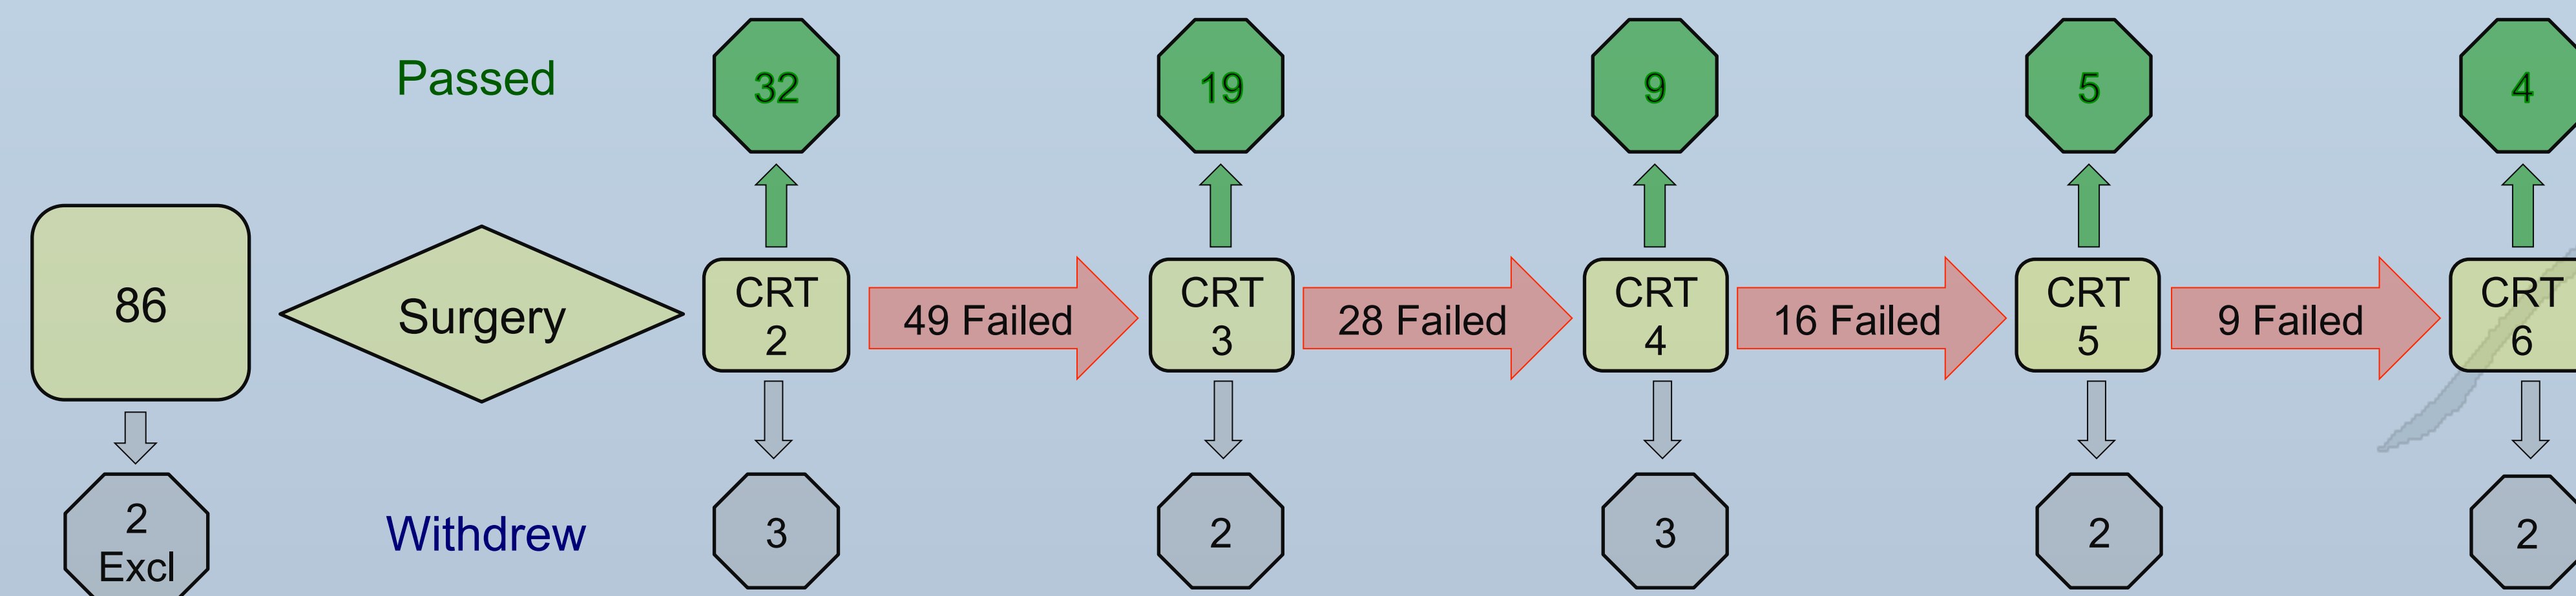 Passed
32
19
9
5
4
86
Surgery
CRT
2
49 Failed
CRT
3
28 Failed
CRT
4
16 Failed
CRT
5
9 Failed
CRT
6
2
Excl
Withdrew
3
2
3
2
2